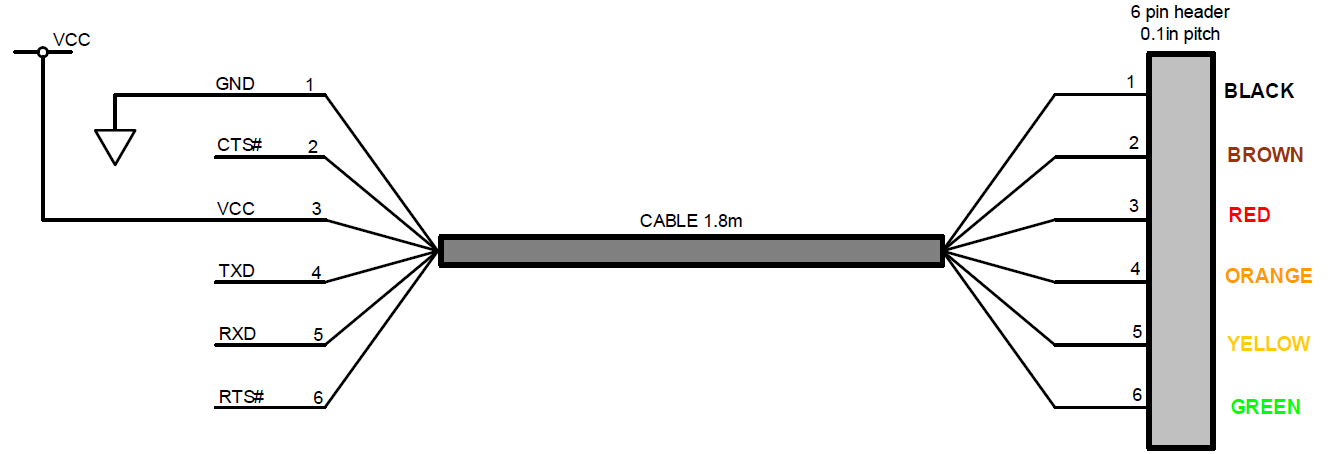 6 pin header
0.1in pitch
VCC
GND 1
CTS# 2
VCC 3
TXD 4
RXD 5
RTS# 6
CABLE 1.8m
1 BLACK
2 BROWN
3 RED
4 ORANGE
5 YELLOW
6 GREEN